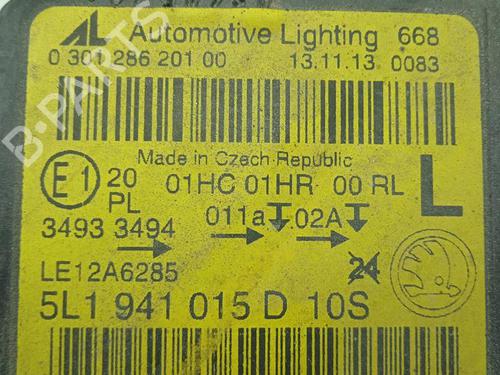 AL Automotive Lighting 668
0 301 286 201 00 13.11.13 0083
Made in Czech Republic
E1 20 01HC 01HR 00 RL L
PL 011a 02A
3493 3494
LE12A6285 24
5L1 941 015 D 10S
B-PARTS